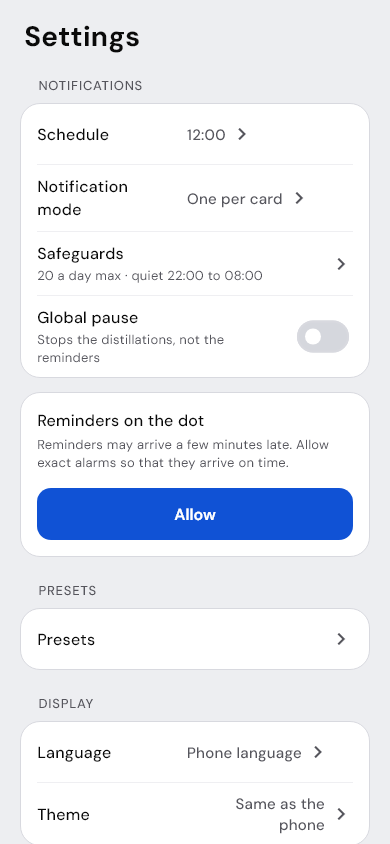 Settings
NOTIFICATIONS
Schedule
12:00
Notification
mode
One per card
Safeguards
20 a day max · quiet 22:00 to 08:00
Global pause
Stops the distillations, not the
reminders
Reminders on the dot
Reminders may arrive a few minutes late. Allow
exact alarms so that they arrive on time.
Allow
PRESETS
Presets
DISPLAY
Language
Phone language
Theme
Same as the
phone